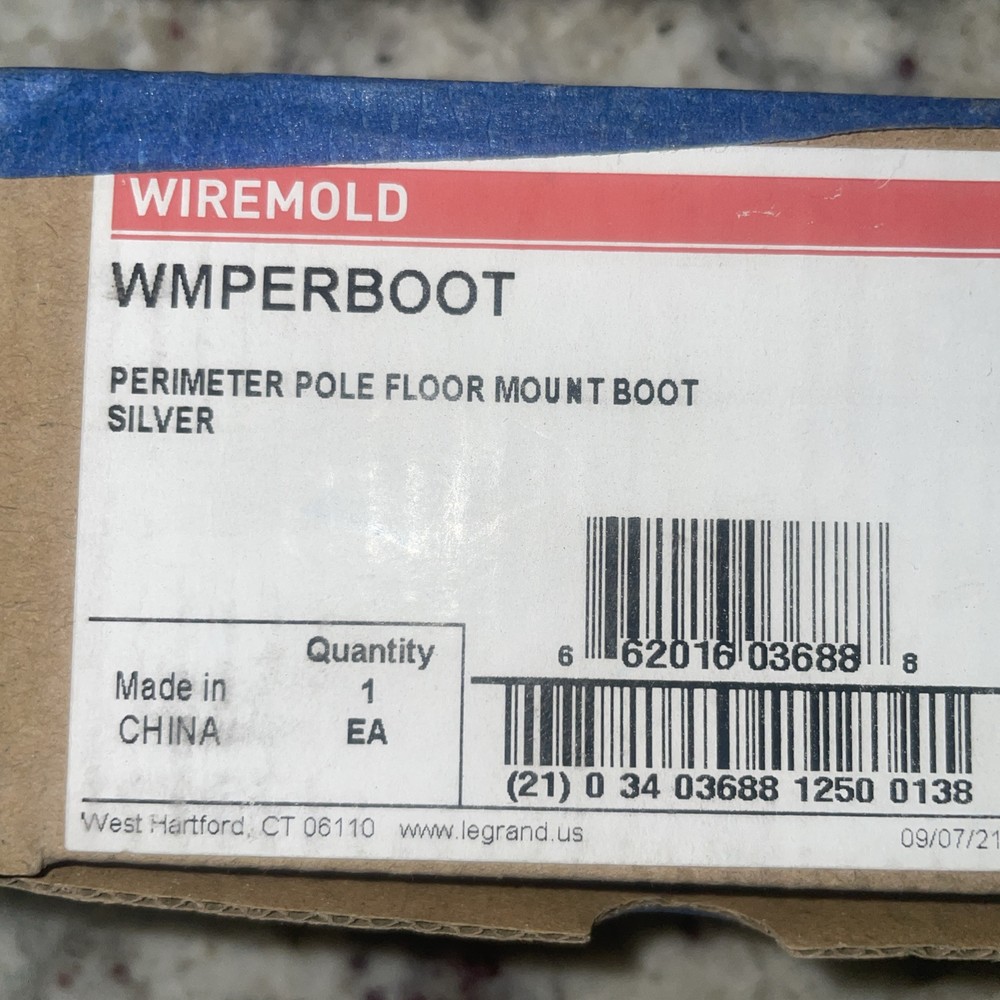 WIREMOLD
WMPERBOOT
PERIMETER POLE FLOOR MOUNT BOOT
SILVER
6 62016 03688 8
Quantity
Made in 1
CHINA EA
(21) 0 34 03688 1250 0138
West Hartford, CT 06110 www.legrand.us 09/07/21